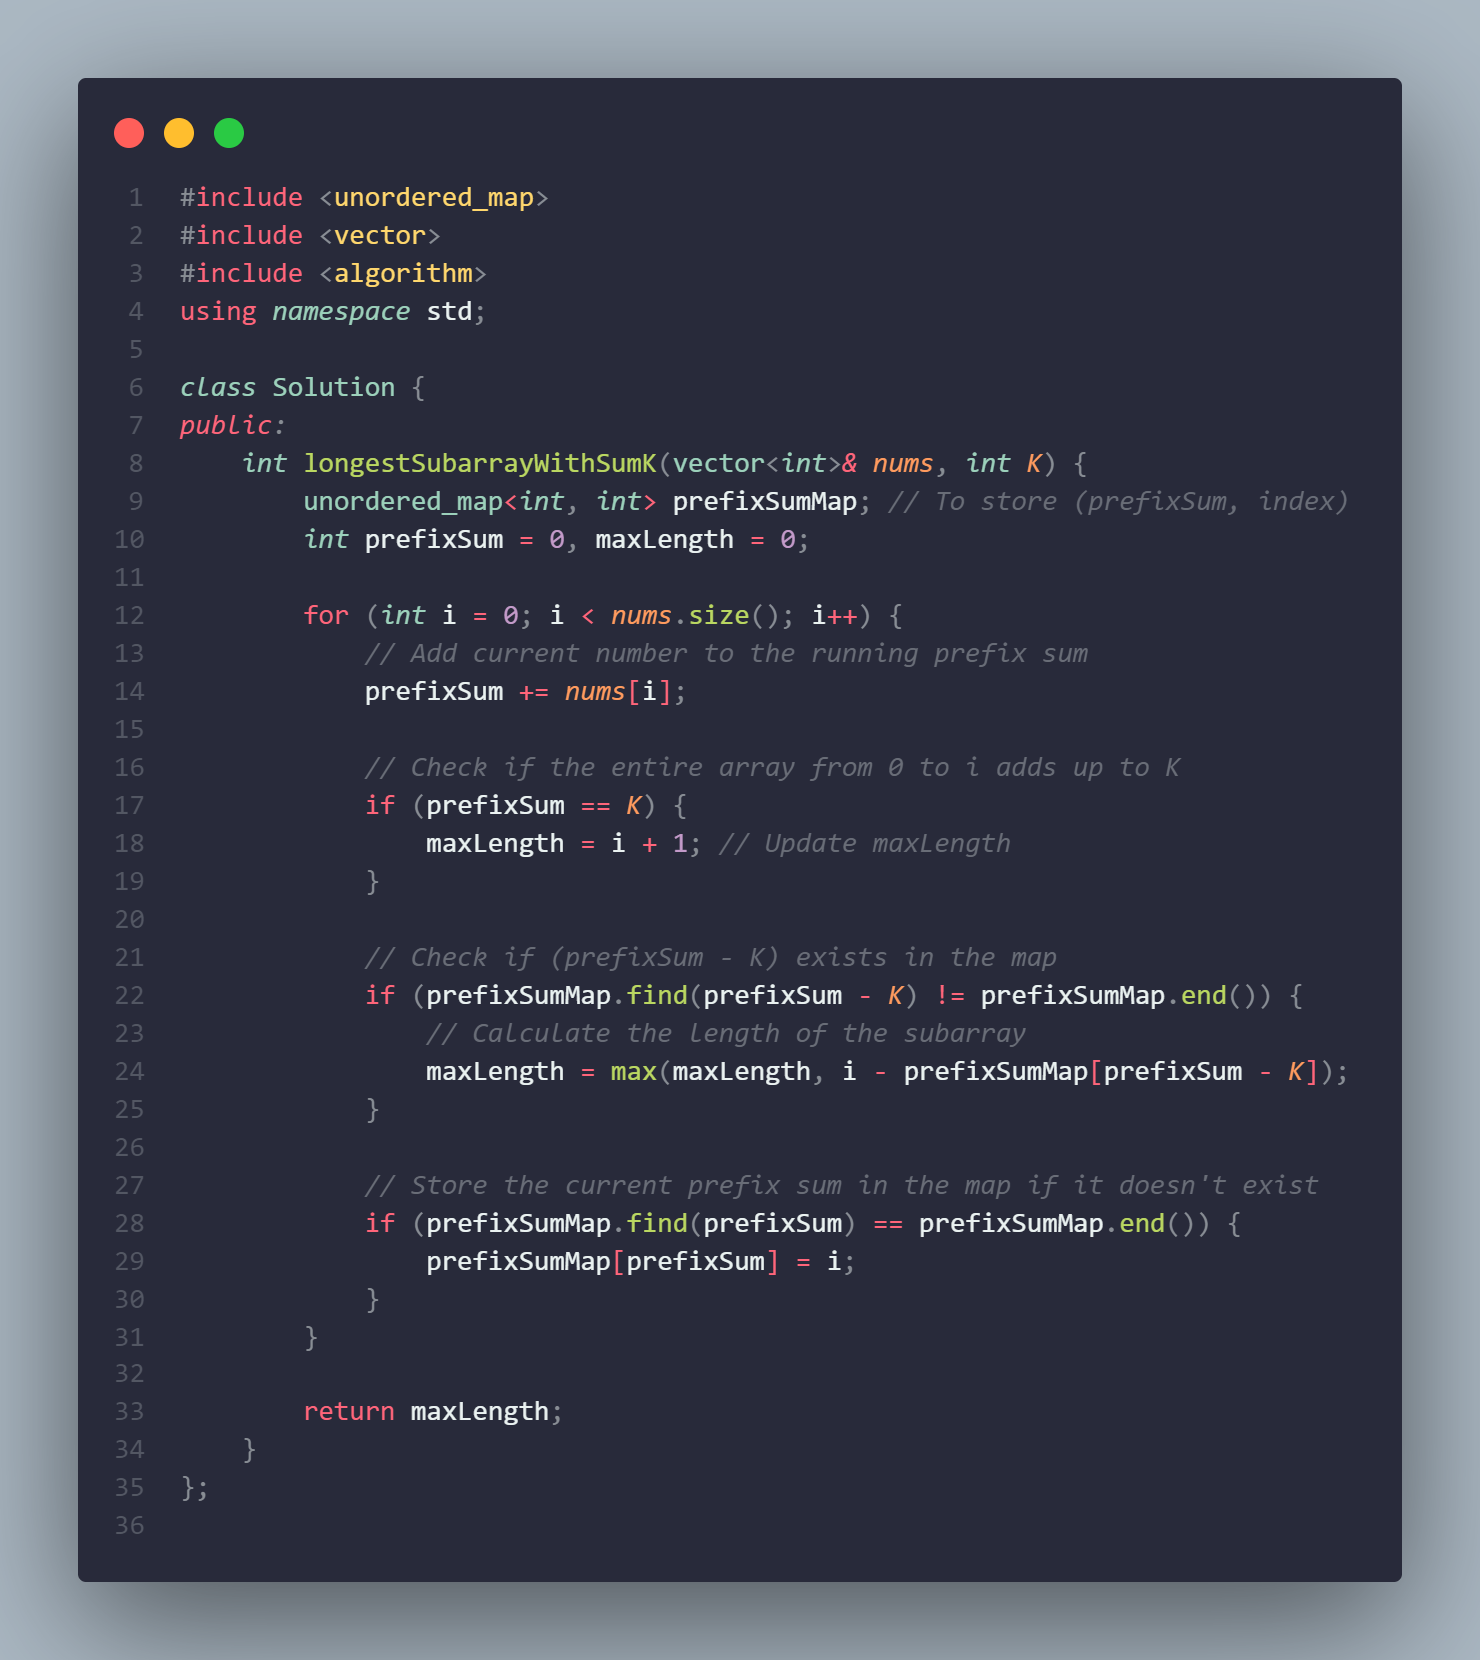 1 #include <unordered_map>
2 #include <vector>
3 #include <algorithm>
4 using namespace std;
5
6 class Solution {
7 public:
8     int longestSubarrayWithSumK(vector<int>& nums, int K) {
9         unordered_map<int, int> prefixSumMap; // To store (prefixSum, index)
10         int prefixSum = 0, maxLength = 0;
11
12         for (int i = 0; i < nums.size(); i++) {
13             // Add current number to the running prefix sum
14             prefixSum += nums[i];
15
16             // Check if the entire array from 0 to i adds up to K
17             if (prefixSum == K) {
18                 maxLength = i + 1; // Update maxLength
19             }
20
21             // Check if (prefixSum - K) exists in the map
22             if (prefixSumMap.find(prefixSum - K) != prefixSumMap.end()) {
23                 // Calculate the length of the subarray
24                 maxLength = max(maxLength, i - prefixSumMap[prefixSum - K]);
25             }
26
27             // Store the current prefix sum in the map if it doesn't exist
28             if (prefixSumMap.find(prefixSum) == prefixSumMap.end()) {
29                 prefixSumMap[prefixSum] = i;
30             }
31         }
32
33         return maxLength;
34     }
35 };
36